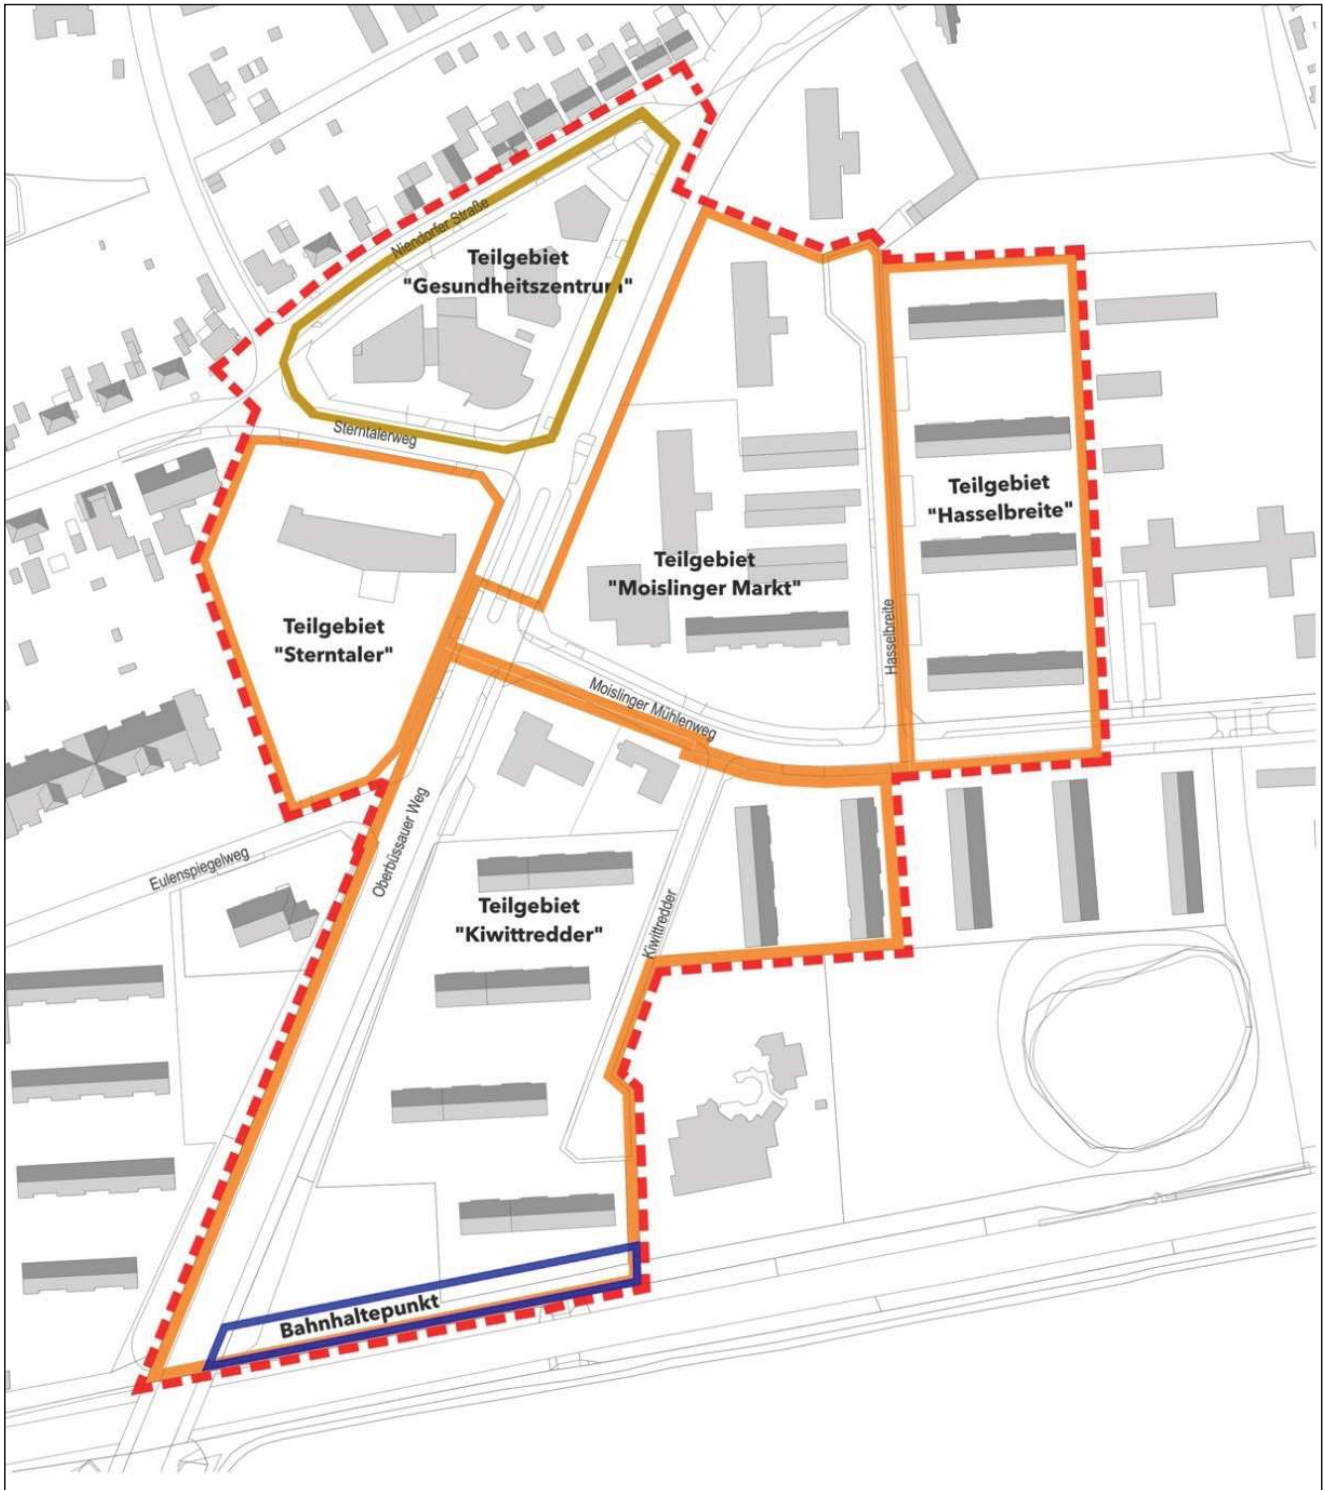 Niendorfer Straße
Teilgebiet
"Gesundheitszentrum"
Sterntalerweg
Teilgebiet
"Hasselbreite"
Teilgebiet
"Moislinger Markt"
Teilgebiet
"Sterntaler"
Hasselbreite
Moislinger Mühlenweg
Oberbüssauer Weg
Eulenspiegelweg
Teilgebiet
"Kiwittredder"
Kiwittredder
Bahnhaltepunkt